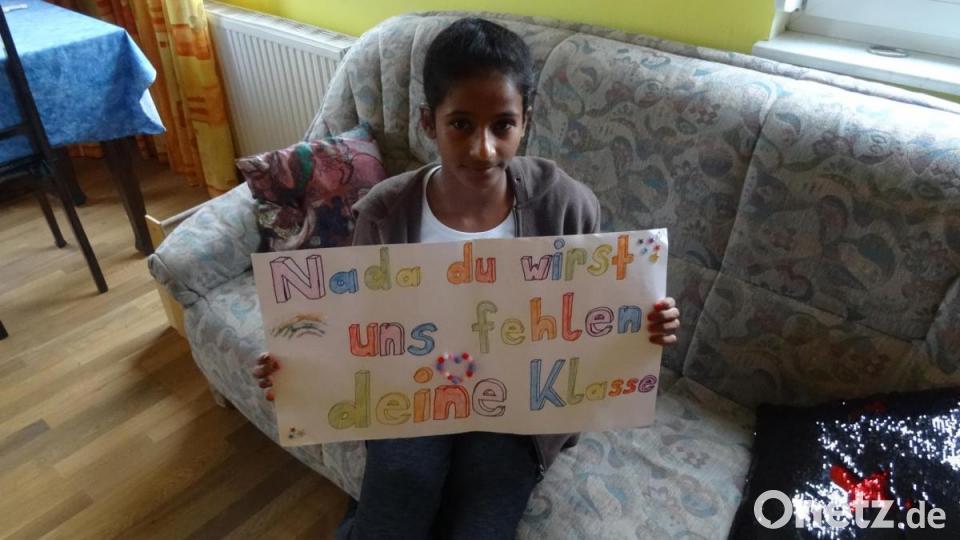 Nada du wirst
uns fehlen
deine Klasse
Onetz.de